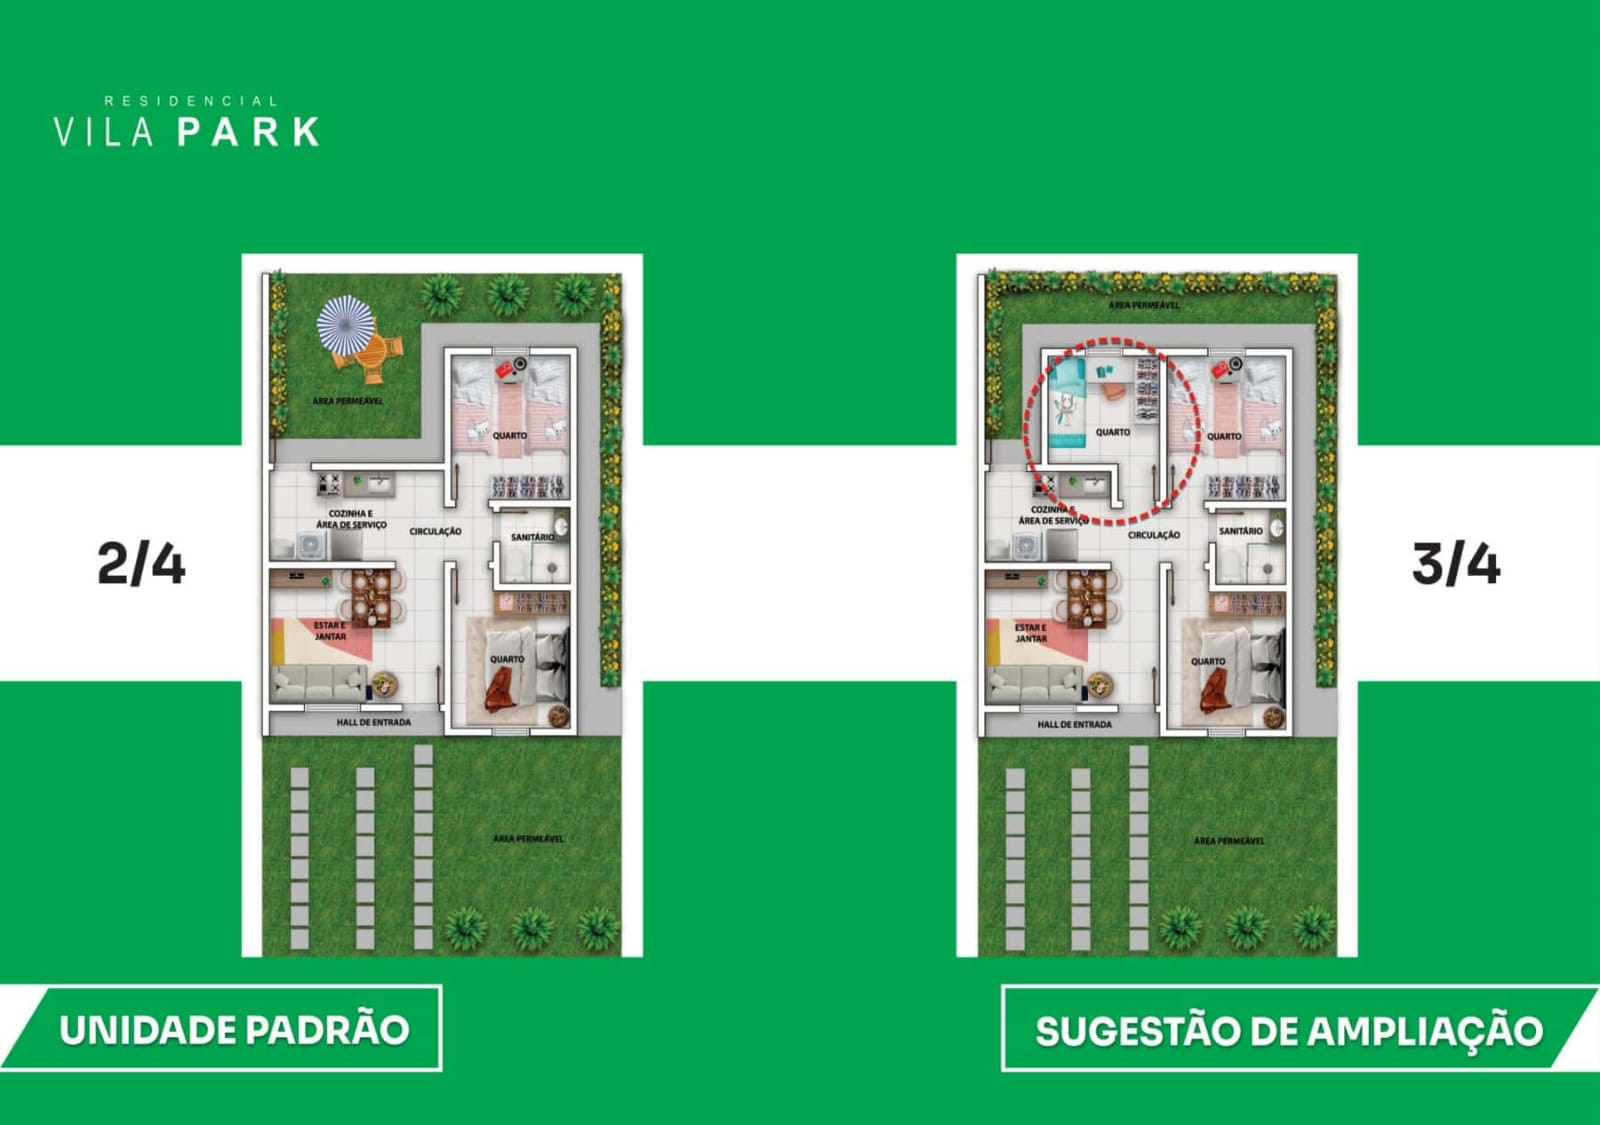 RESIDENCIAL
VILA PARK
2/4
ÁREA PERMEÁVEL
QUARTO
COZINHA E
ÁREA DE SERVIÇO
CIRCULAÇÃO
SANITÁRIO
ESTAR E
JANTAR
QUARTO
HALL DE ENTRADA
ÁREA PERMEÁVEL
UNIDADE PADRÃO
ÁREA PERMEÁVEL
QUARTO
QUARTO
COZINHA E
ÁREA DE SERVIÇO
CIRCULAÇÃO
SANITÁRIO
ESTAR E
JANTAR
QUARTO
HALL DE ENTRADA
ÁREA PERMEÁVEL
3/4
SUGESTÃO DE AMPLIAÇÃO